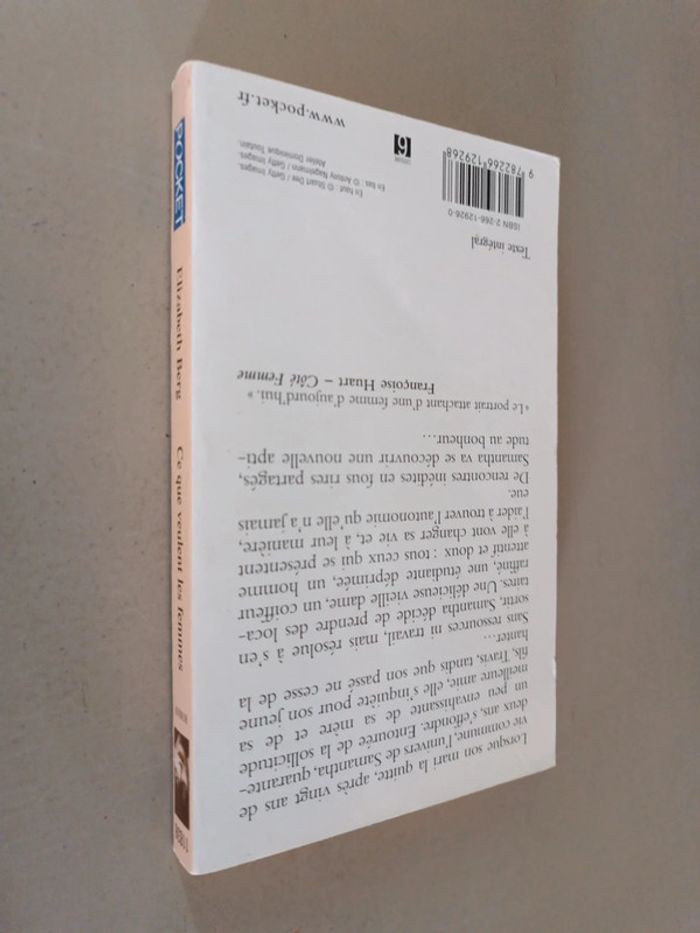 Lorsque son mari la quitte, après vingt ans de
vie commune, l'univers de Samantha, quarante-
deux ans, s'effondre. Entourée de la sollicitude
un peu envahissante de sa mère et de sa
meilleure amie, elle s'inquiète pour son jeune
fils, Travis, tandis que son passé ne cesse de la
hanter…
Sans ressources ni travail, mais résolue à s'en
sortir, Samantha décide de prendre des loca-
taires. Une délicieuse vieille dame, un coiffeur
raffiné, une étudiante déprimée, un homme
attentif et doux : tous ceux qui se présentent
à elle vont changer sa vie et, à leur manière,
l'aider à trouver l'autonomie qu'elle n'a jamais
eue.
De rencontres inédites en fous rires partagés,
Samantha va se découvrir une nouvelle apti-
tude au bonheur…
« Le portrait attachant d'une femme d'aujourd'hui. »
Françoise Huart – Côté Femme
Texte intégral
ISBN 2-266-12926-0
9 782266 129268
6
En haut : © Stuart Dee / Getty Images.
En bas : © Antony Nagelmann / Getty Images.
Atelier Dominique Toutain.
www.pocket.fr
POCKET
Elizabeth Berg
Ce que veulent les femmes